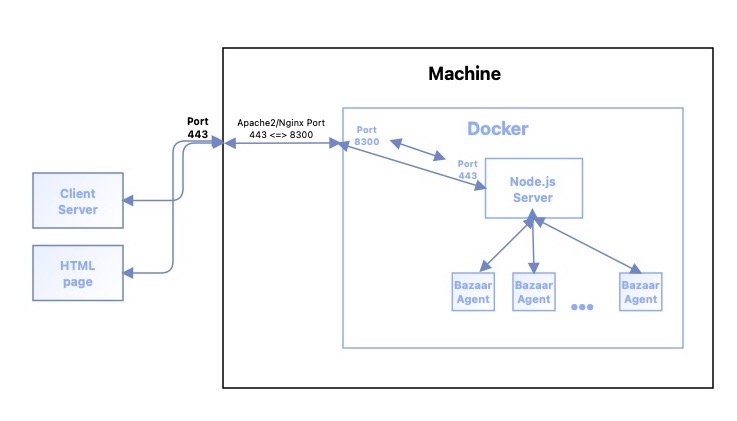 Machine
Port
443
Apache2/Nginx Port
443 <=> 8300
Docker
Port
8300
Port
443
Node.js
Server
Client
Server
HTML
page
Bazaar
Agent
Bazaar
Agent
Bazaar
Agent